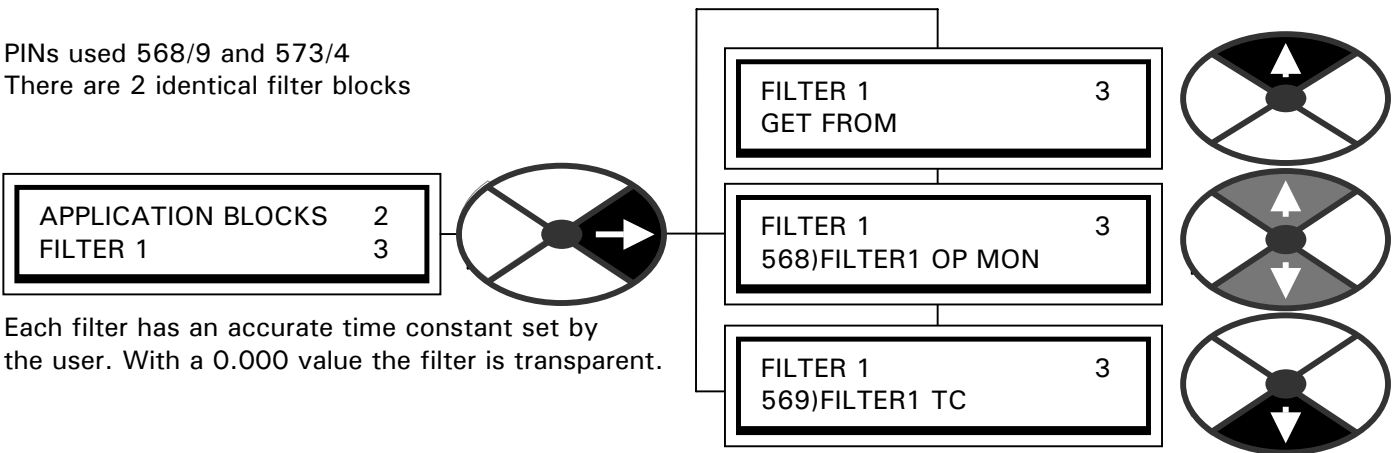 PINs used 568/9 and 573/4
There are 2 identical filter blocks
APPLICATION BLOCKS 2
FILTER 1 3
Each filter has an accurate time constant set by
the user. With a 0.000 value the filter is transparent.
FILTER 1 3
GET FROM
FILTER 1 3
568)FILTER1 OP MON
FILTER 1 3
569)FILTER1 TC